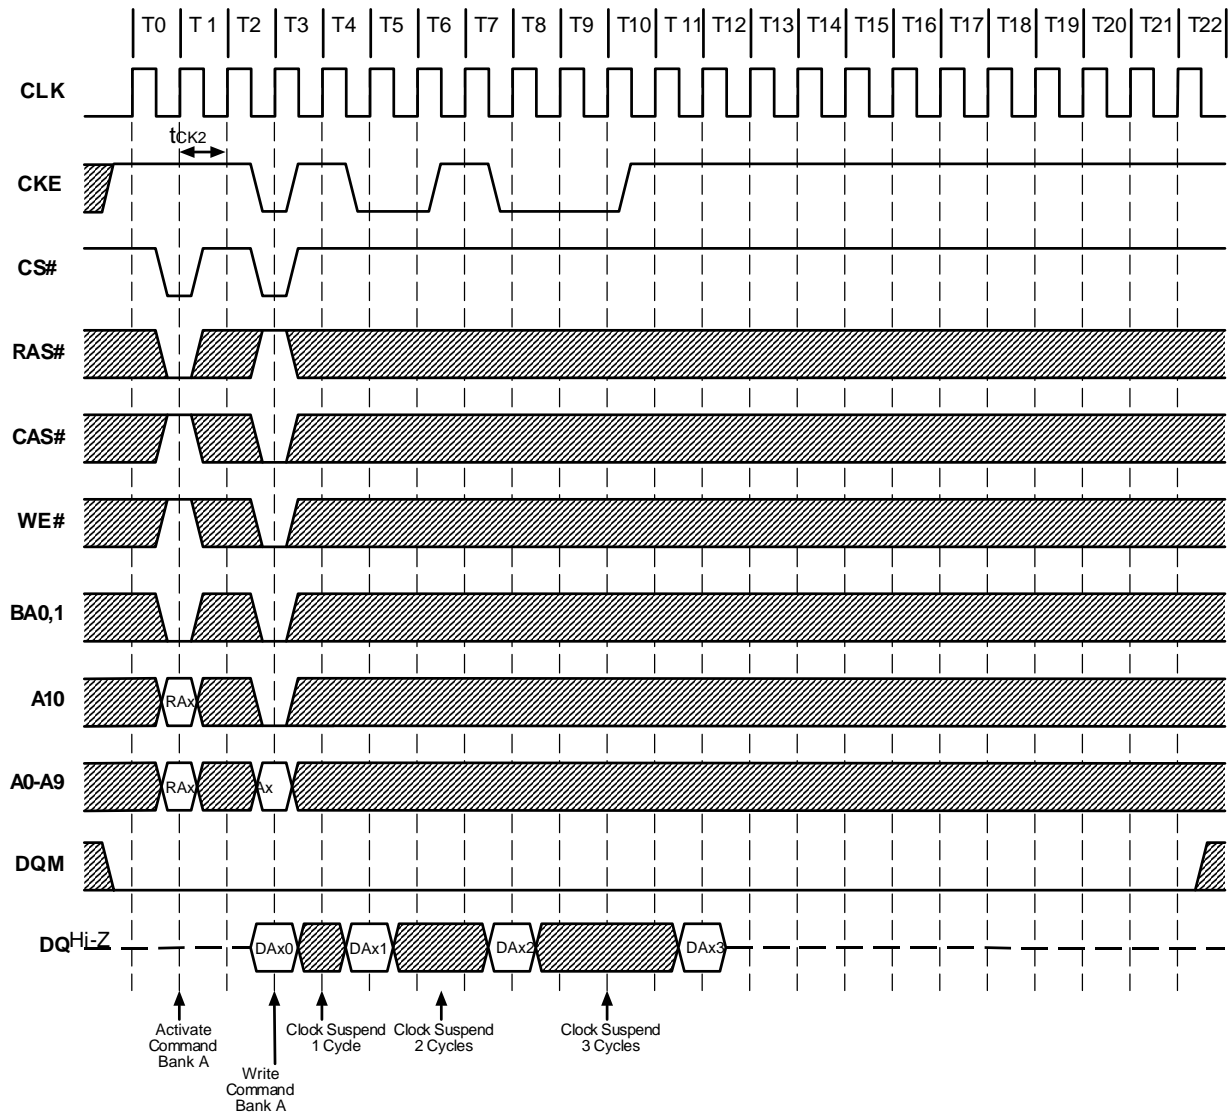 T0 T 1 T2 T3 T4 T5 T6 T7 T8 T9 T10 T 11 T12 T13 T14 T15 T16 T17 T18 T19 T20 T21 T22
CLK
tCK2
CKE
CS#
RAS#
CAS#
WE#
BA0,1
A10
RAx
A0-A9
RAx Ax
DQM
DQ Hi-Z
DAx0 DAx1 DAx2 DAx3
Activate
Command
Bank A
Write
Command
Bank A
Clock Suspend
1 Cycle
Clock Suspend
2 Cycles
Clock Suspend
3 Cycles